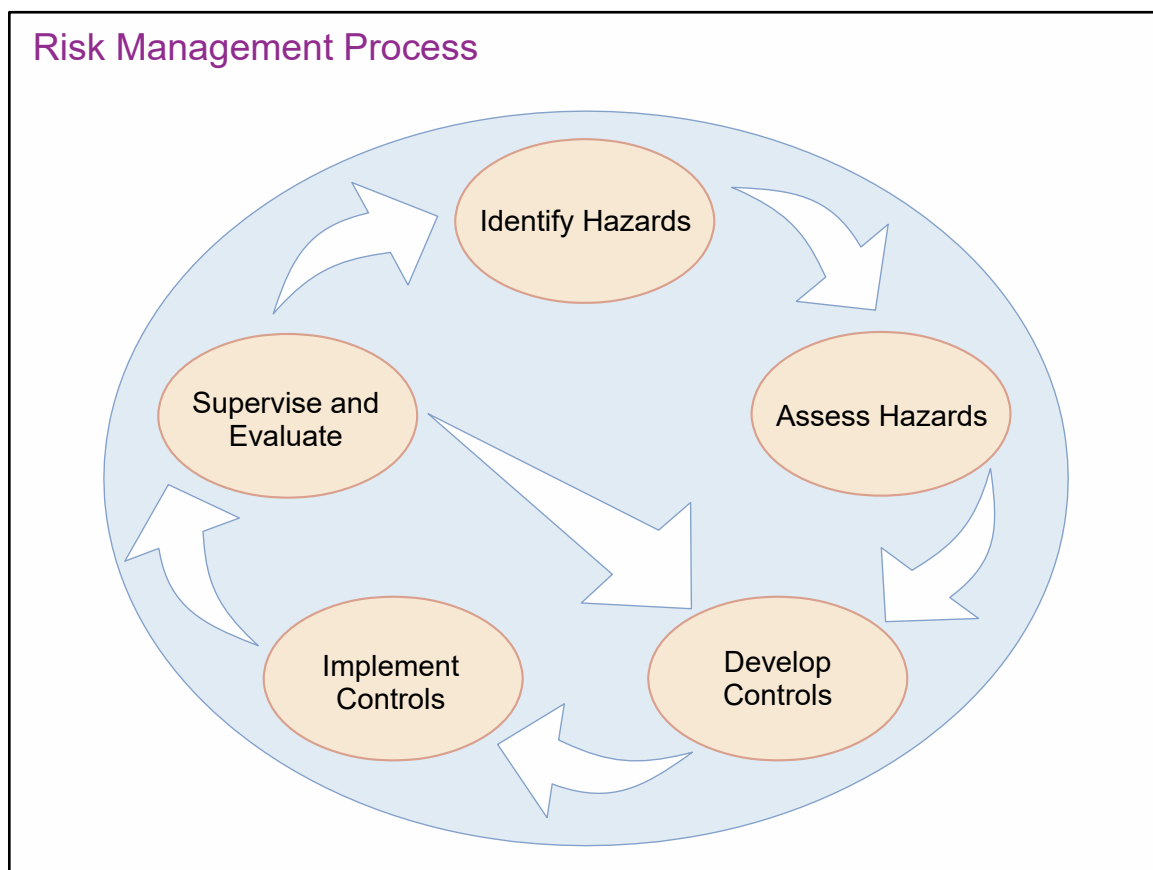 Risk Management Process
Identify Hazards
Assess Hazards
Develop
Controls
Implement
Controls
Supervise and
Evaluate